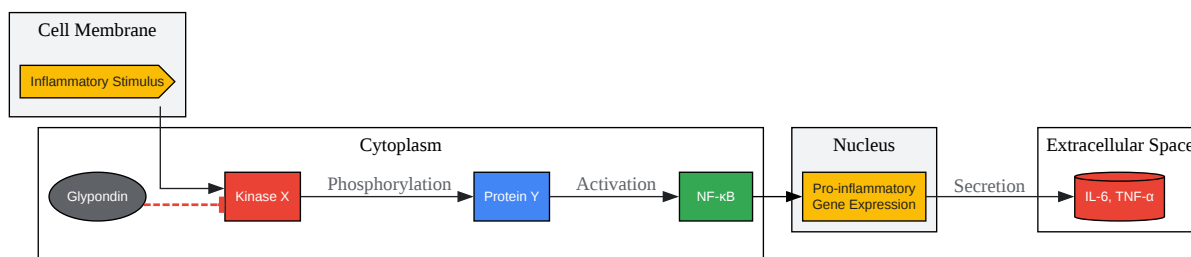 Cell Membrane
Inflammatory Stimulus
Cytoplasm
Glypondin
Kinase X
Phosphorylation
Protein Y
Activation
NF-κB
Nucleus
Pro-inflammatory
Gene Expression
Secretion
Extracellular Space
IL-6, TNF-α